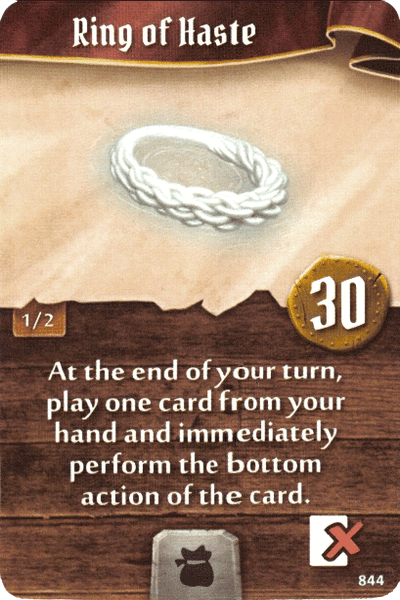 Ring of Haste
30
1/2
At the end of your turn,
play one card from your
hand and immediately
perform the bottom
action of the card.
844